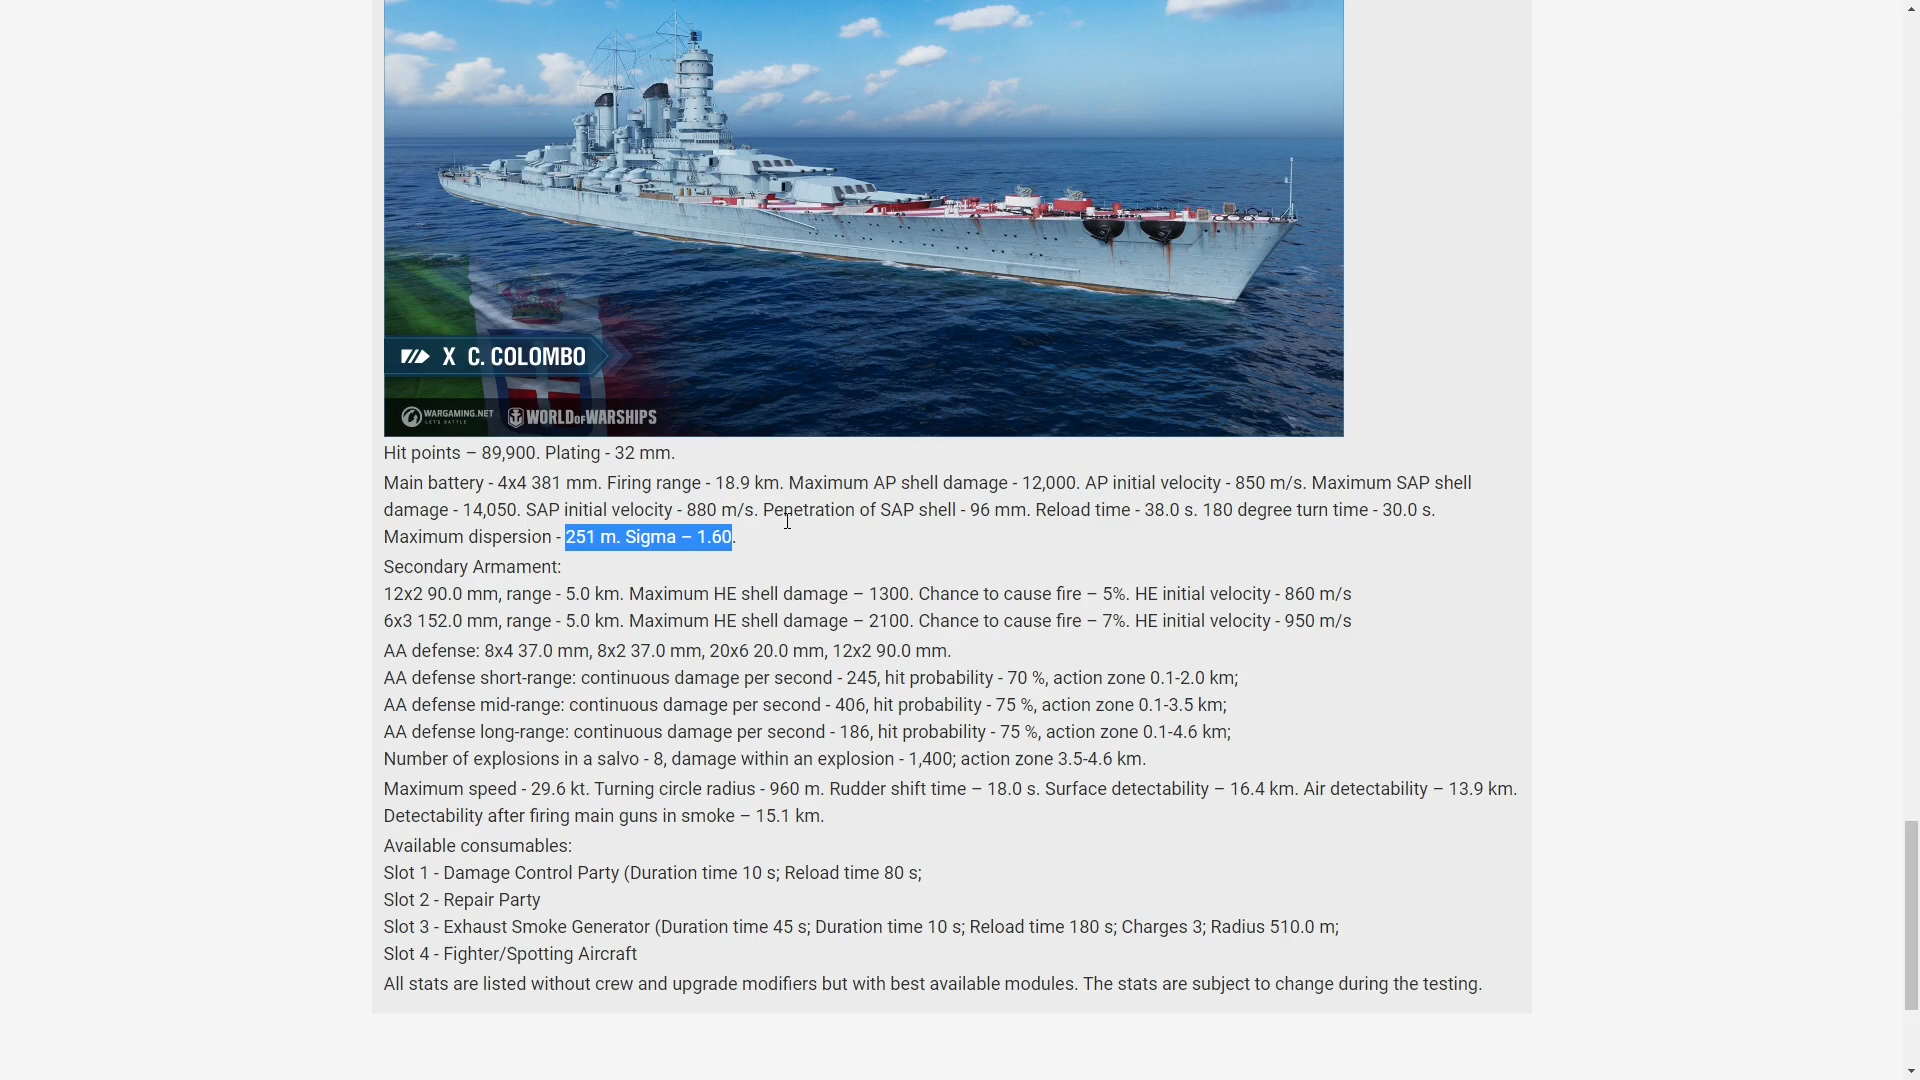 X C. COLOMBO
WARGAMING.NET
LET'S BATTLE
WORLD OF WARSHIPS
Hit points – 89,900. Plating - 32 mm.
Main battery - 4x4 381 mm. Firing range - 18.9 km. Maximum AP shell damage - 12,000. AP initial velocity - 850 m/s. Maximum SAP shell
damage - 14,050. SAP initial velocity - 880 m/s. Penetration of SAP shell - 96 mm. Reload time - 38.0 s. 180 degree turn time - 30.0 s.
Maximum dispersion - 251 m. Sigma – 1.60.
Secondary Armament:
12x2 90.0 mm, range - 5.0 km. Maximum HE shell damage – 1300. Chance to cause fire – 5%. HE initial velocity - 860 m/s
6x3 152.0 mm, range - 5.0 km. Maximum HE shell damage – 2100. Chance to cause fire – 7%. HE initial velocity - 950 m/s
AA defense: 8x4 37.0 mm, 8x2 37.0 mm, 20x6 20.0 mm, 12x2 90.0 mm.
AA defense short-range: continuous damage per second - 245, hit probability - 70 %, action zone 0.1-2.0 km;
AA defense mid-range: continuous damage per second - 406, hit probability - 75 %, action zone 0.1-3.5 km;
AA defense long-range: continuous damage per second - 186, hit probability - 75 %, action zone 0.1-4.6 km;
Number of explosions in a salvo - 8, damage within an explosion - 1,400; action zone 3.5-4.6 km.
Maximum speed - 29.6 kt. Turning circle radius - 960 m. Rudder shift time – 18.0 s. Surface detectability – 16.4 km. Air detectability – 13.9 km.
Detectability after firing main guns in smoke – 15.1 km.
Available consumables:
Slot 1 - Damage Control Party (Duration time 10 s; Reload time 80 s;
Slot 2 - Repair Party
Slot 3 - Exhaust Smoke Generator (Duration time 45 s; Duration time 10 s; Reload time 180 s; Charges 3; Radius 510.0 m;
Slot 4 - Fighter/Spotting Aircraft
All stats are listed without crew and upgrade modifiers but with best available modules. The stats are subject to change during the testing.